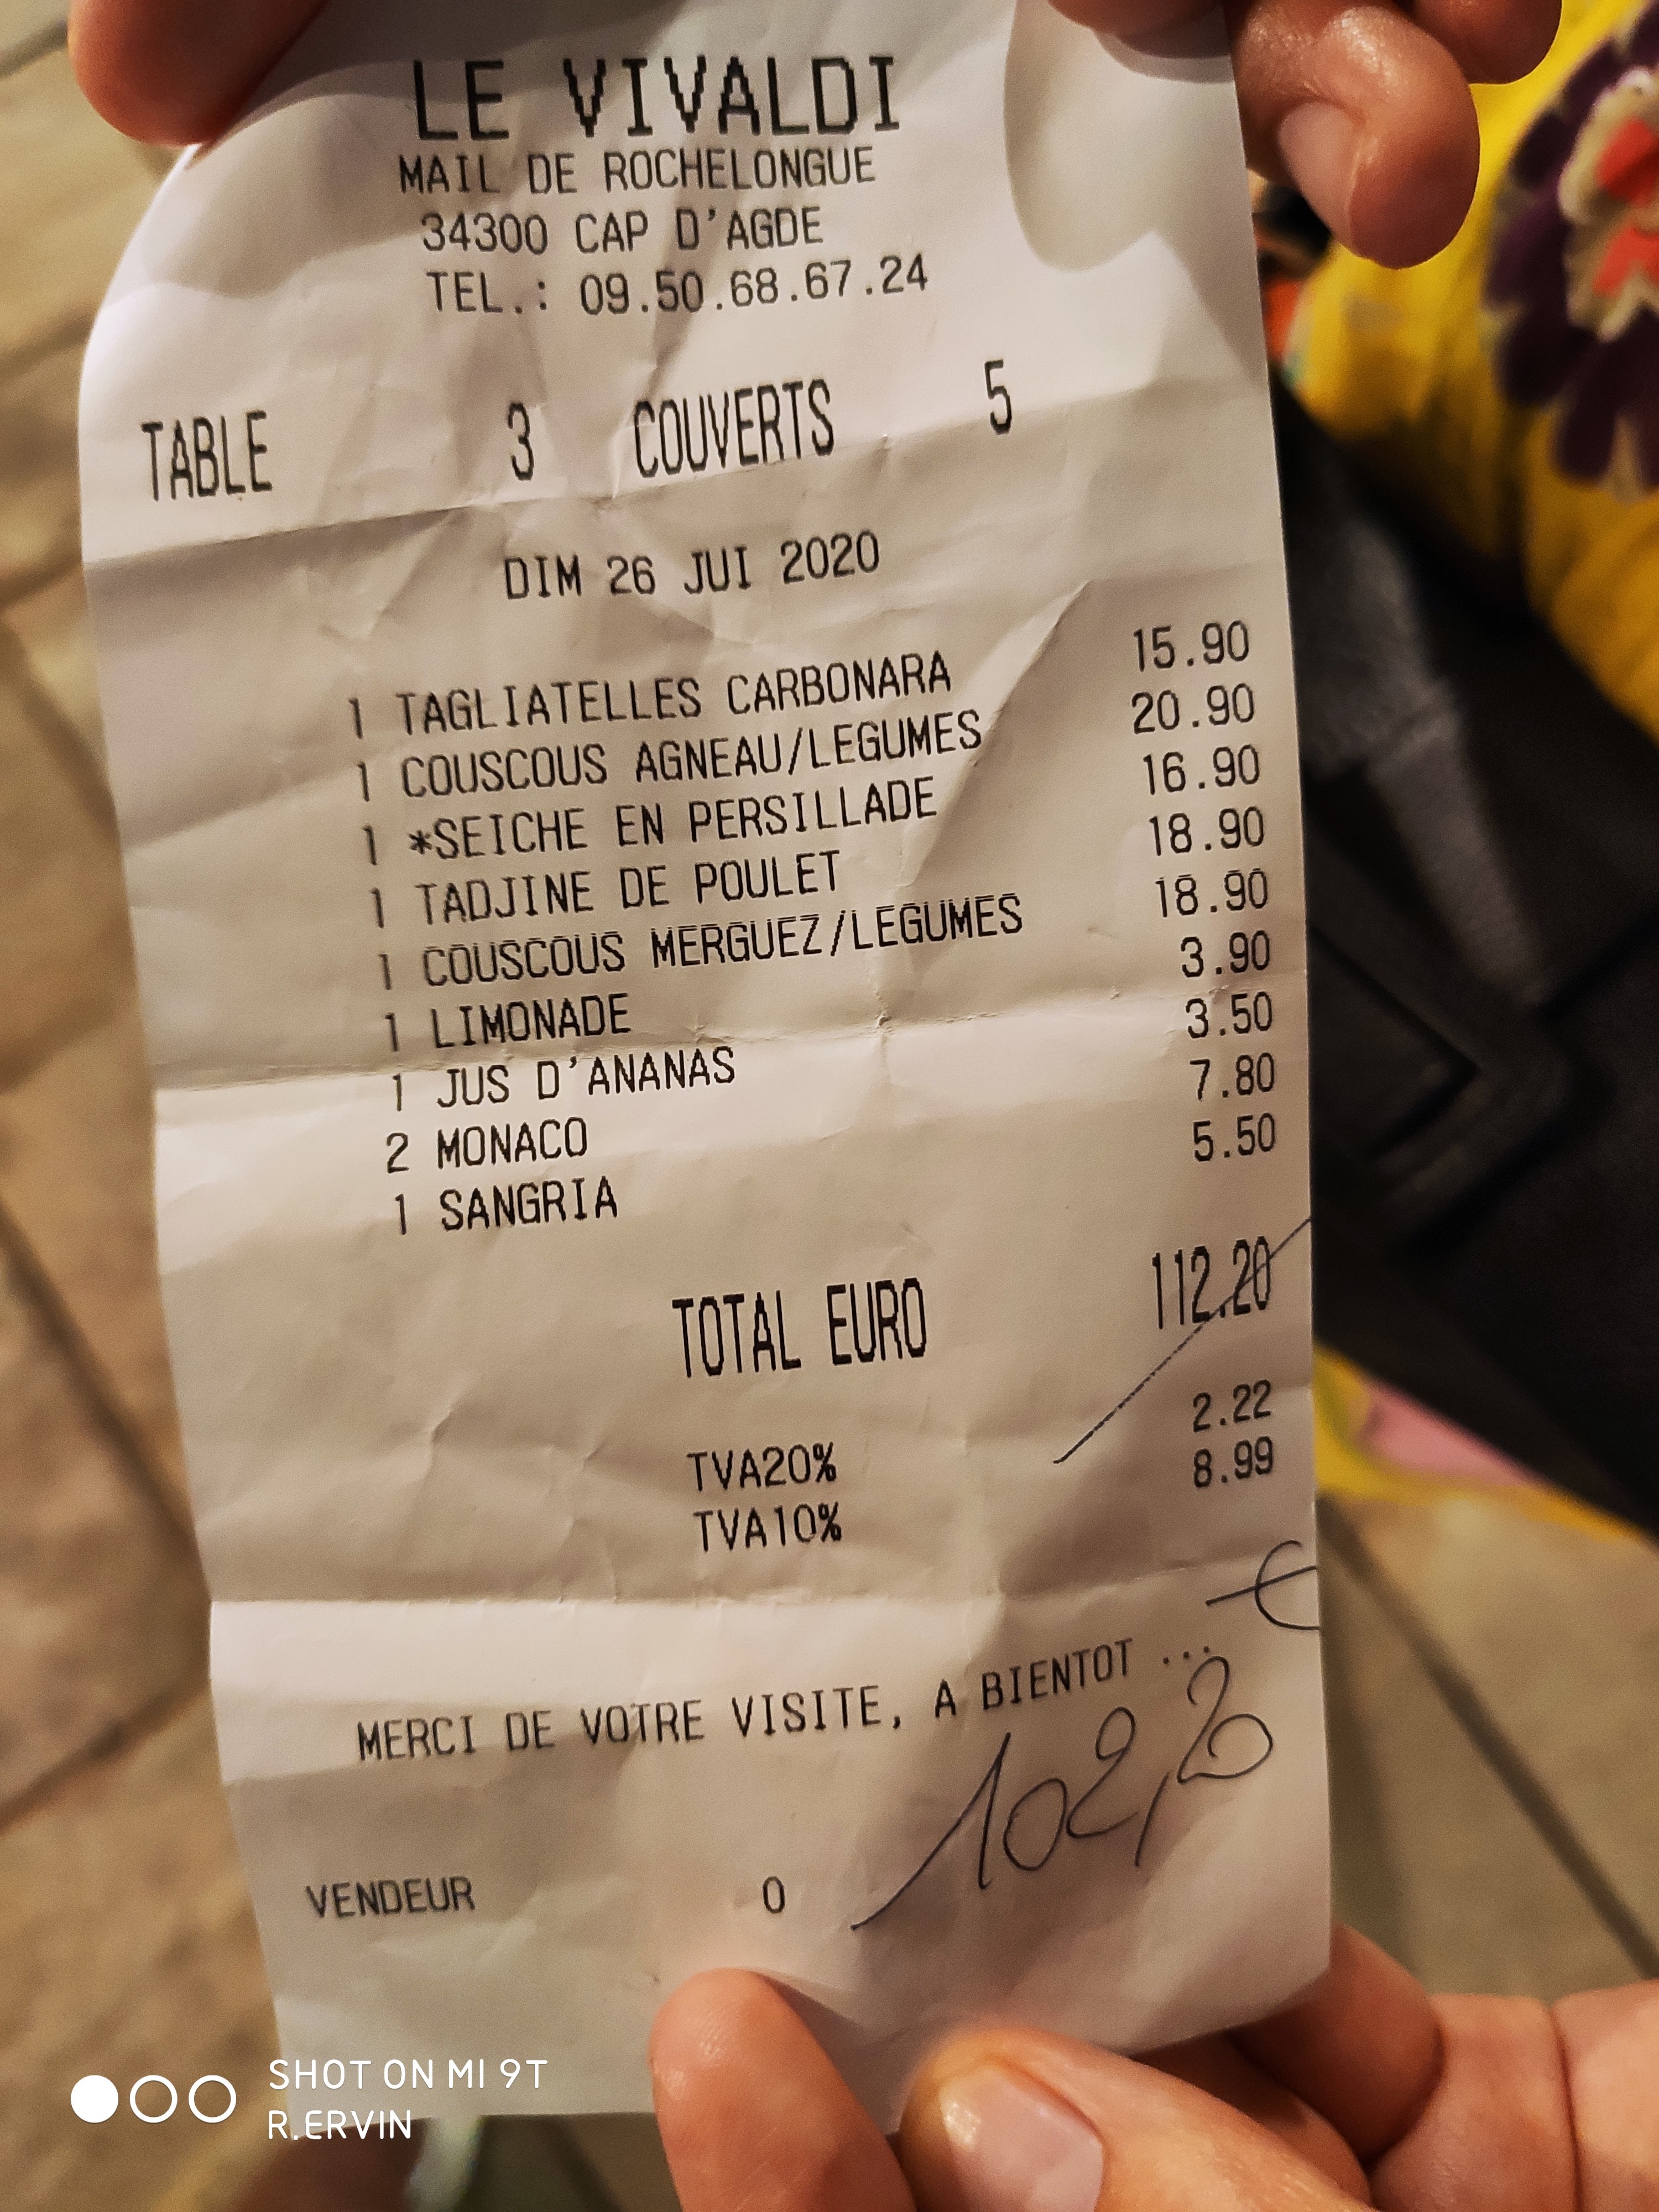 LE VIVALDI
MAIL DE ROCHELONGUE
34300 CAP D'AGDE
TEL.: 09.50.68.67.24
TABLE 3 COUVERTS 5
DIM 26 JUI 2020
1 TAGLIATELLES CARBONARA 15.90
1 COUSCOUS AGNEAU/LEGUMES 20.90
1 *SEICHE EN PERSILLADE 16.90
1 TADJINE DE POULET 18.90
1 COUSCOUS MERGUEZ/LEGUMES 18.90
1 LIMONADE 3.90
1 JUS D'ANANAS 3.50
2 MONACO 7.80
1 SANGRIA 5.50
TOTAL EURO 112.20
TVA20% 2.22
TVA10% 8.99
€
MERCI DE VOTRE VISITE, A BIENTOT ...
102,20
VENDEUR 0
SHOT ON MI 9T
R.ERVIN